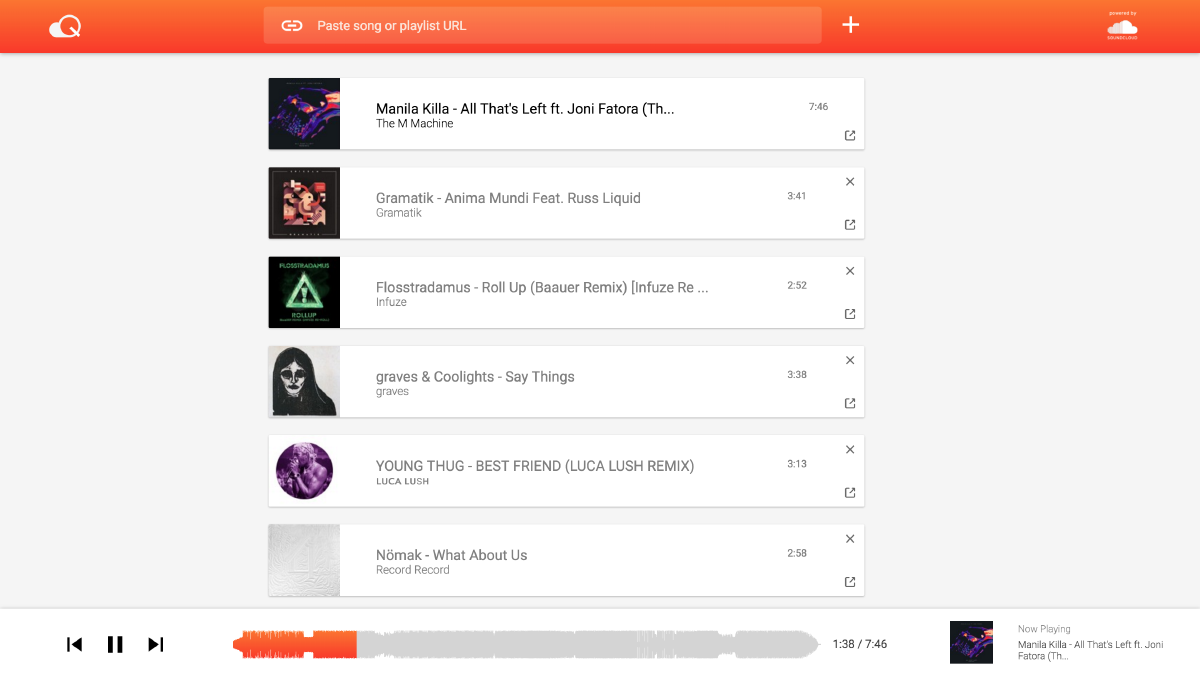 Paste song or playlist URL
powered by
SOUNDCLOUD
Manila Killa - All That's Left ft. Joni Fatora (Th...
7:46
The M Machine
Gramatik - Anima Mundi Feat. Russ Liquid
3:41
Gramatik
FLOSSTRADAMUS
ROLLUP
Flosstradamus - Roll Up (Baauer Remix) [Infuze Re ...
2:52
Infuze
graves & Coolights - Say Things
3:38
graves
YOUNG THUG - BEST FRIEND (LUCA LUSH REMIX)
3:13
LUCA LUSH
Nömak - What About Us
2:58
Record Record
1:38 / 7:46
Now Playing
Manila Killa - All That's Left ft. Joni
Fatora (Th...